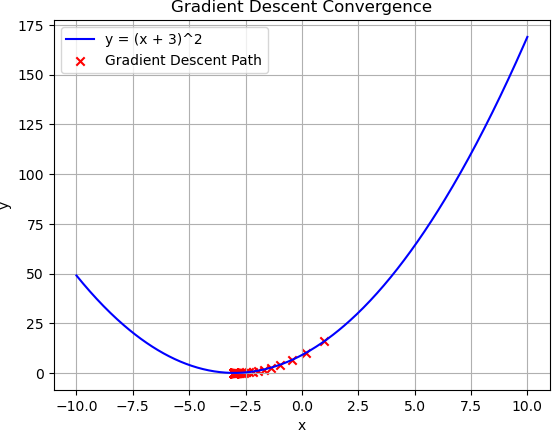 Gradient Descent Convergence
y = (x + 3)^2
Gradient Descent Path
175
150
125
100
75
50
25
0
y
−10.0 −7.5 −5.0 −2.5 0.0 2.5 5.0 7.5 10.0
x